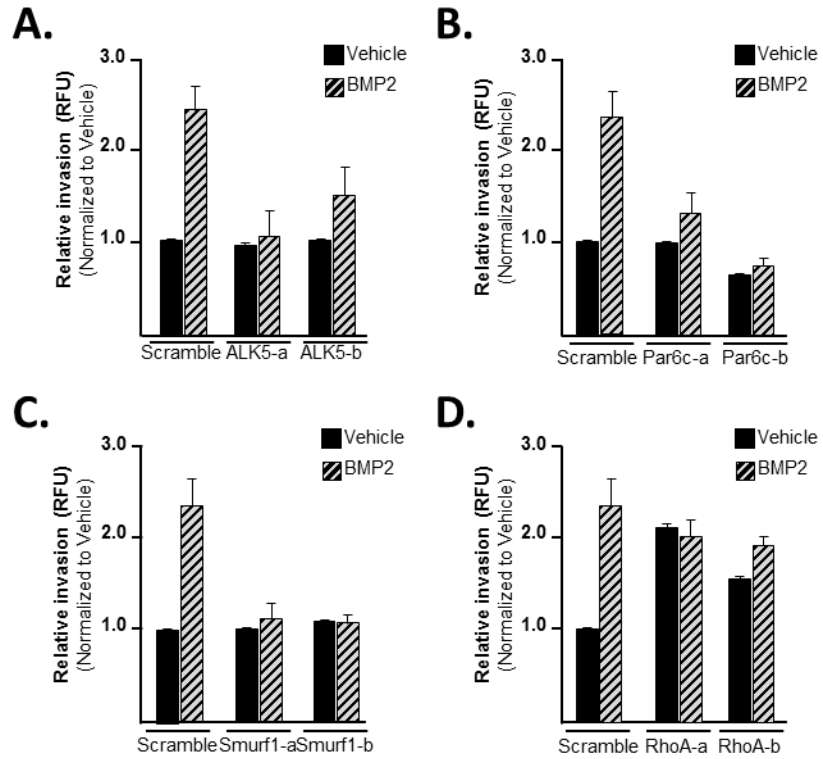 A.
Relative invasion (RFU)
(Normalized to Vehicle)
3.0
2.0
1.0
Vehicle
BMP2
Scramble ALK5-a ALK5-b
B.
Relative invasion (RFU)
(Normalized to Vehicle)
3.0
2.0
1.0
Vehicle
BMP2
Scramble Par6c-a Par6c-b
C.
Relative invasion (RFU)
(Normalized to Vehicle)
3.0
2.0
1.0
Vehicle
BMP2
Scramble Smurf1-a Smurf1-b
D.
Relative invasion (RFU)
(Normalized to Vehicle)
3.0
2.0
1.0
Vehicle
BMP2
Scramble RhoA-a RhoA-b